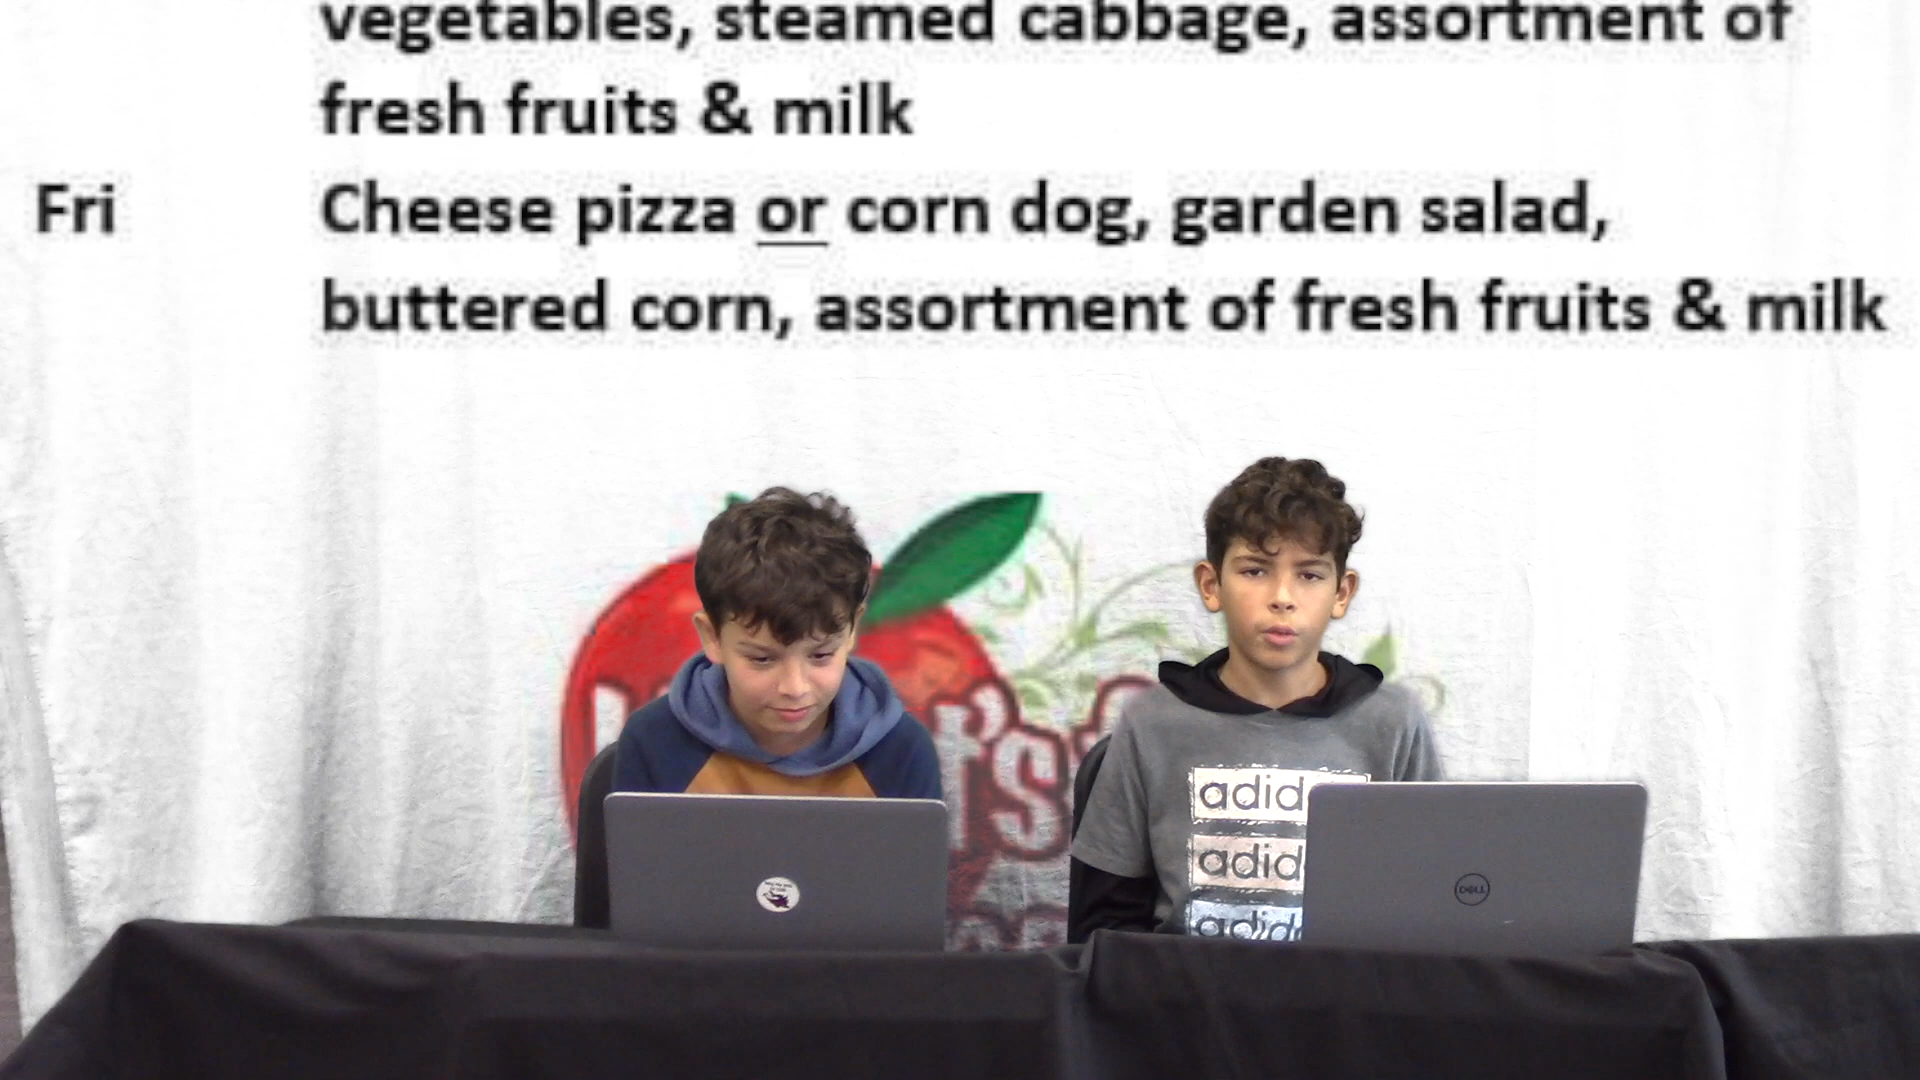 vegetables, steamed cabbage, assortment of
fresh fruits & milk
Fri Cheese pizza or corn dog, garden salad,
buttered corn, assortment of fresh fruits & milk
adid
adid
adid
DELL